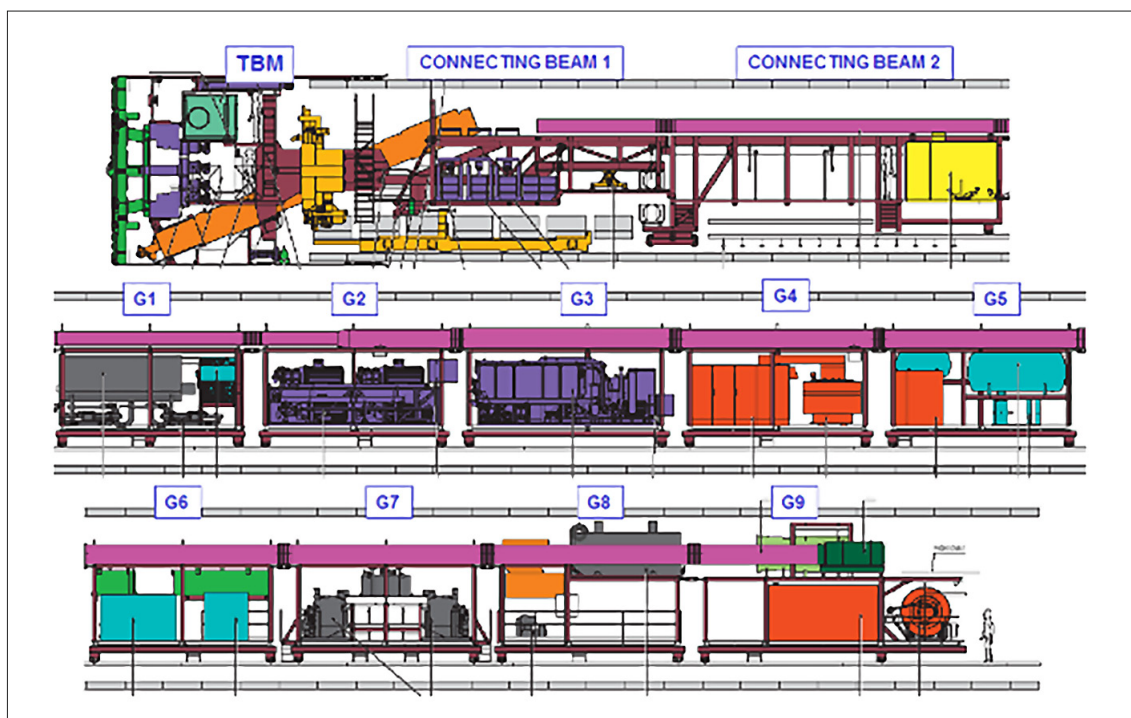 TBM
CONNECTING BEAM 1
CONNECTING BEAM 2
G1
G2
G3
G4
G5
G6
G7
G8
G9